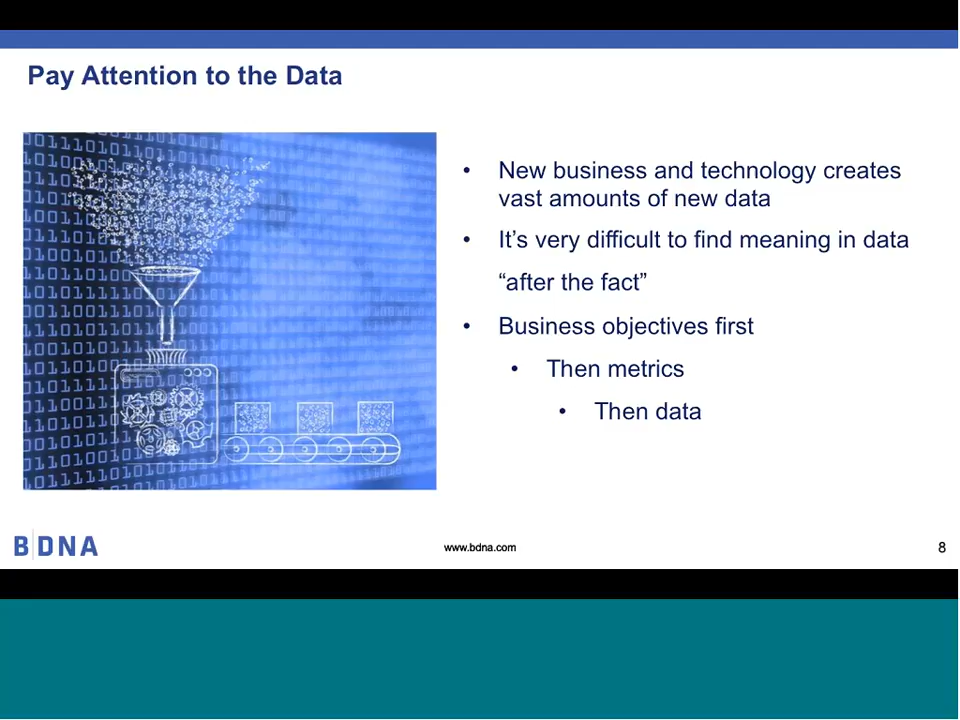 Pay Attention to the Data
• New business and technology creates
vast amounts of new data
• It’s very difficult to find meaning in data
“after the fact”
• Business objectives first
• Then metrics
• Then data
BDNA
www.bdna.com
8